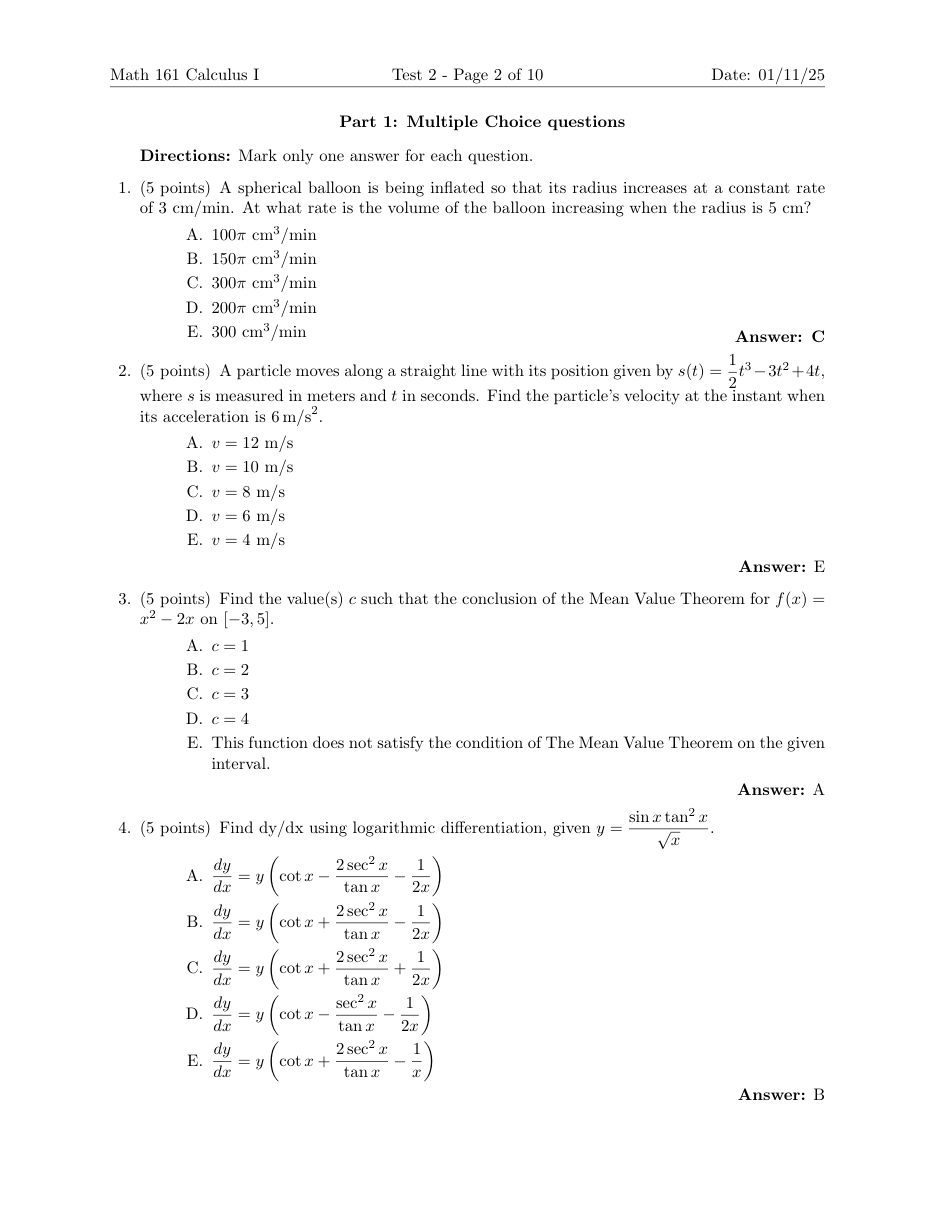 Math 161 Calculus I Test 2 - Page 2 of 10 Date: 01/11/25
Part 1: Multiple Choice questions
Directions: Mark only one answer for each question.
1. (5 points) A spherical balloon is being inflated so that its radius increases at a constant rate
of 3 cm/min. At what rate is the volume of the balloon increasing when the radius is 5 cm?
A. 100π cm³/min
B. 150π cm³/min
C. 300π cm³/min
D. 200π cm³/min
E. 300 cm³/min
Answer: C
2. (5 points) A particle moves along a straight line with its position given by s(t) = 1/2 t³ − 3t² + 4t,
where s is measured in meters and t in seconds. Find the particle's velocity at the instant when
its acceleration is 6 m/s².
A. v = 12 m/s
B. v = 10 m/s
C. v = 8 m/s
D. v = 6 m/s
E. v = 4 m/s
Answer: E
3. (5 points) Find the value(s) c such that the conclusion of the Mean Value Theorem for f(x) =
x² − 2x on [−3, 5].
A. c = 1
B. c = 2
C. c = 3
D. c = 4
E. This function does not satisfy the condition of The Mean Value Theorem on the given
interval.
Answer: A
4. (5 points) Find dy/dx using logarithmic differentiation, given y = (sin x tan² x)/√x.
A. dy/dx = y (cot x − (2 sec² x)/(tan x) − 1/(2x))
B. dy/dx = y (cot x + (2 sec² x)/(tan x) − 1/(2x))
C. dy/dx = y (cot x + (2 sec² x)/(tan x) + 1/(2x))
D. dy/dx = y (cot x − (sec² x)/(tan x) − 1/(2x))
E. dy/dx = y (cot x + (2 sec² x)/(tan x) − 1/x)
Answer: B